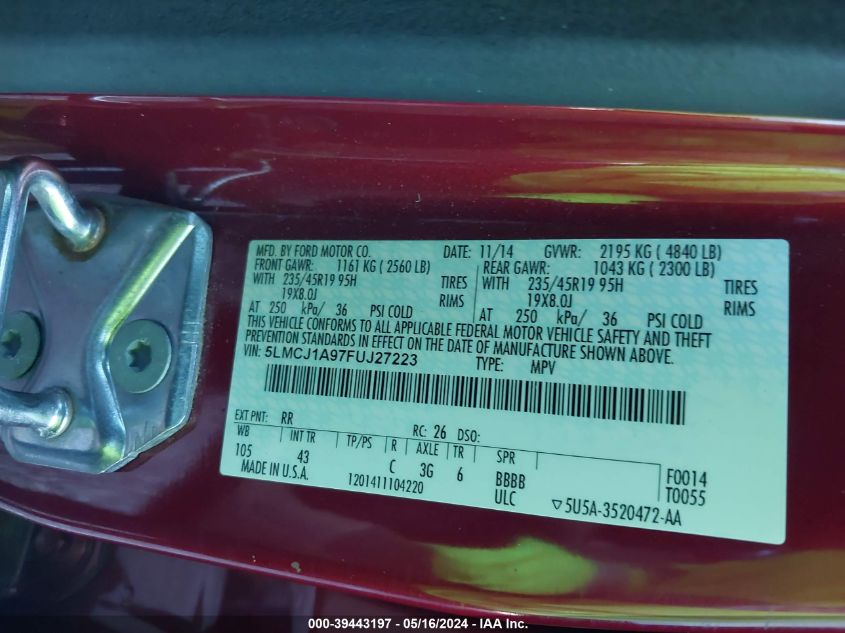 MFD. BY FORD MOTOR CO. DATE: 11/14 GVWR: 2195 KG ( 4840 LB)
FRONT GAWR: 1161 KG ( 2560 LB) REAR GAWR: 1043 KG ( 2300 LB)
WITH 235/45R19 95H TIRES WITH 235/45R19 95H TIRES
19X8.0J RIMS 19X8.0J RIMS
AT 250 kPa/ 36 PSI COLD AT 250 kPa/ 36 PSI COLD
THIS VEHICLE CONFORMS TO ALL APPLICABLE FEDERAL MOTOR VEHICLE SAFETY AND THEFT
PREVENTION STANDARDS IN EFFECT ON THE DATE OF MANUFACTURE SHOWN ABOVE.
VIN: 5LMCJ1A97FUJ27223 TYPE: MPV
EXT PNT: RR RC: 26 DSO:
WB INT TR TP/PS R AXLE TR SPR
105 43 C 3G 6 BBBB F0014
MADE IN U.S.A. 1201411104220 ULC T0055
▽5U5A-3520472-AA
000-39443197 - 05/16/2024 - IAA Inc.